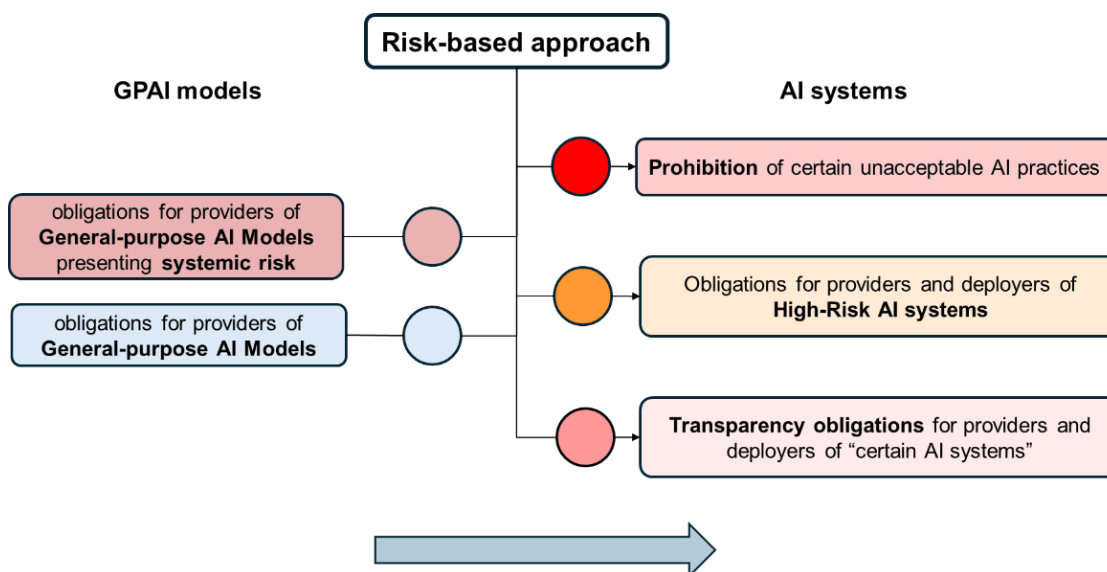 Risk-based approach
GPAI models
AI systems
Prohibition of certain unacceptable AI practices
obligations for providers of
General-purpose AI Models
presenting systemic risk
Obligations for providers and deployers of
High-Risk AI systems
obligations for providers of
General-purpose AI Models
Transparency obligations for providers and
deployers of “certain AI systems”